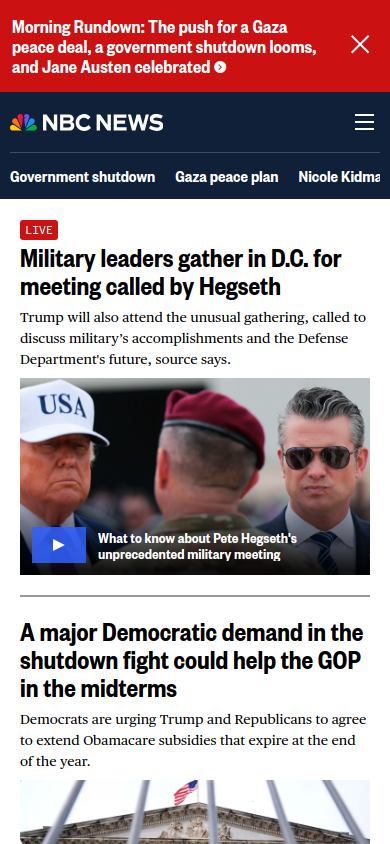 Morning Rundown: The push for a Gaza
peace deal, a government shutdown looms,
and Jane Austen celebrated
NBC NEWS
Government shutdown Gaza peace plan Nicole Kidma
LIVE
Military leaders gather in D.C. for
meeting called by Hegseth
Trump will also attend the unusual gathering, called to
discuss military’s accomplishments and the Defense
Department's future, source says.
USA
What to know about Pete Hegseth's
unprecedented military meeting
A major Democratic demand in the
shutdown fight could help the GOP
in the midterms
Democrats are urging Trump and Republicans to agree
to extend Obamacare subsidies that expire at the end
of the year.